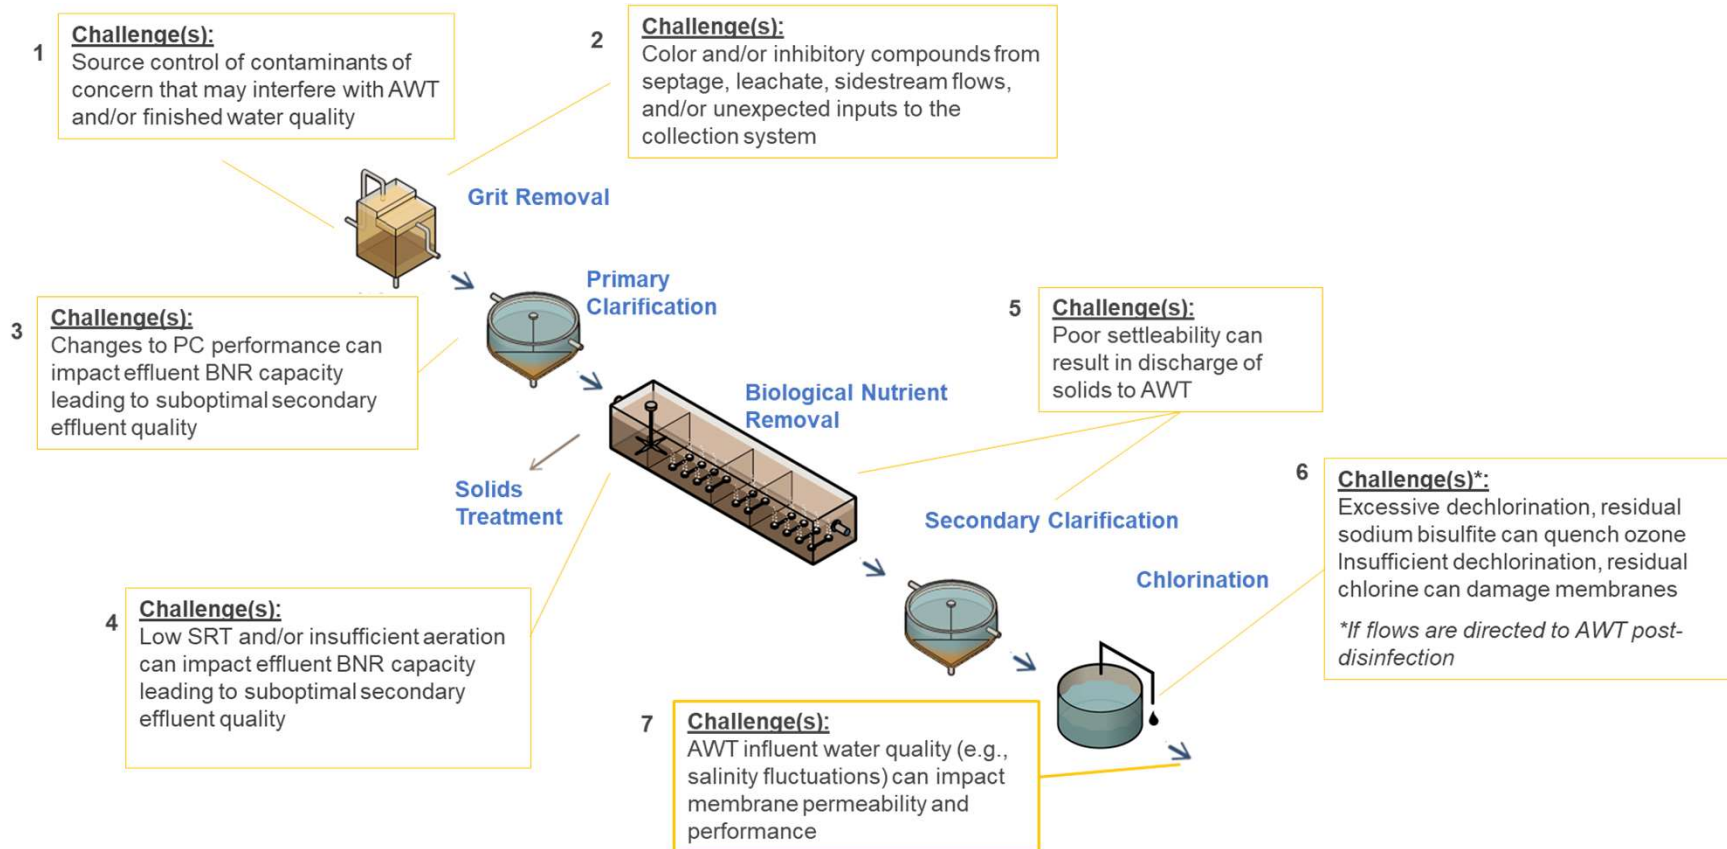 1
Challenge(s):
Source control of contaminants of
concern that may interfere with AWT
and/or finished water quality
2
Challenge(s):
Color and/or inhibitory compounds from
septage, leachate, sidestream flows,
and/or unexpected inputs to the
collection system
Grit Removal
Primary
Clarification
3
Challenge(s):
Changes to PC performance can
impact effluent BNR capacity
leading to suboptimal secondary
effluent quality
5
Challenge(s):
Poor settleability can
result in discharge of
solids to AWT
Biological Nutrient
Removal
Solids
Treatment
Secondary Clarification
6
Challenge(s)*:
Excessive dechlorination, residual
sodium bisulfite can quench ozone
Insufficient dechlorination, residual
chlorine can damage membranes
*If flows are directed to AWT post-
disinfection
Chlorination
4
Challenge(s):
Low SRT and/or insufficient aeration
can impact effluent BNR capacity
leading to suboptimal secondary
effluent quality
7
Challenge(s):
AWT influent water quality (e.g.,
salinity fluctuations) can impact
membrane permeability and
performance